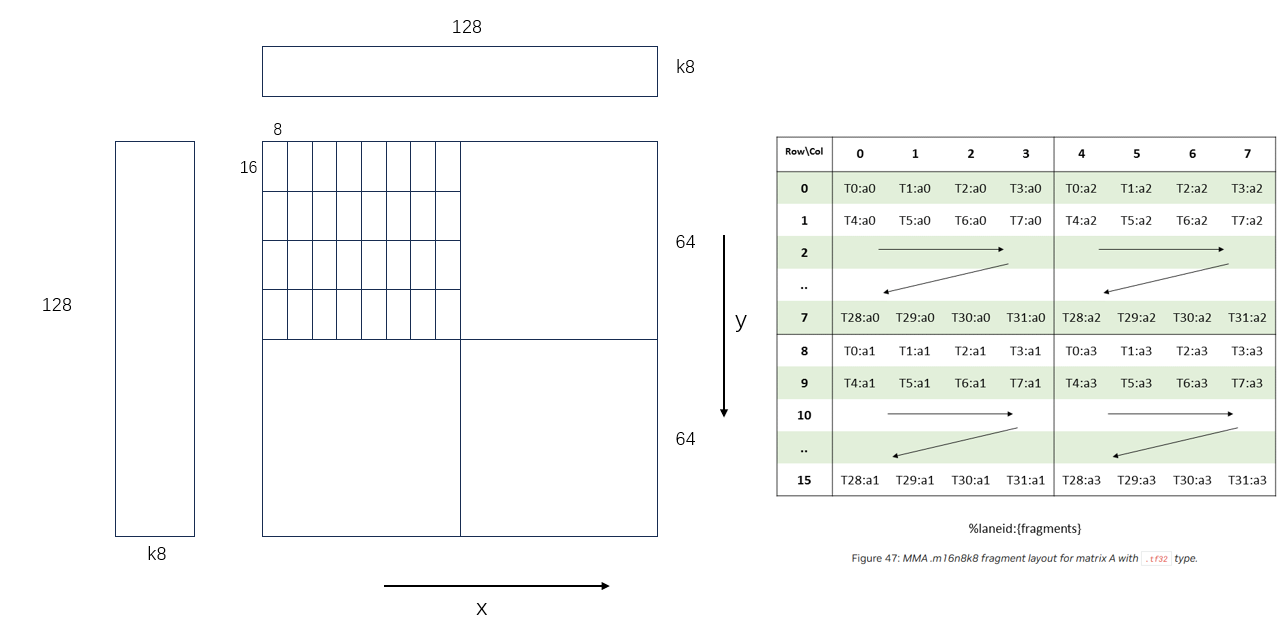 128
k8
8
16
64
128
y
64
k8
x
Row\Col 0 1 2 3 4 5 6 7
0 T0:a0 T1:a0 T2:a0 T3:a0 T0:a2 T1:a2 T2:a2 T3:a2
1 T4:a0 T5:a0 T6:a0 T7:a0 T4:a2 T5:a2 T6:a2 T7:a2
2
..
7 T28:a0 T29:a0 T30:a0 T31:a0 T28:a2 T29:a2 T30:a2 T31:a2
8 T0:a1 T1:a1 T2:a1 T3:a1 T0:a3 T1:a3 T2:a3 T3:a3
9 T4:a1 T5:a1 T6:a1 T7:a1 T4:a3 T5:a3 T6:a3 T7:a3
10
..
15 T28:a1 T29:a1 T30:a1 T31:a1 T28:a3 T29:a3 T30:a3 T31:a3
%laneid:{fragments}
Figure 47: MMA .m16n8k8 fragment layout for matrix A with .tf32 type.